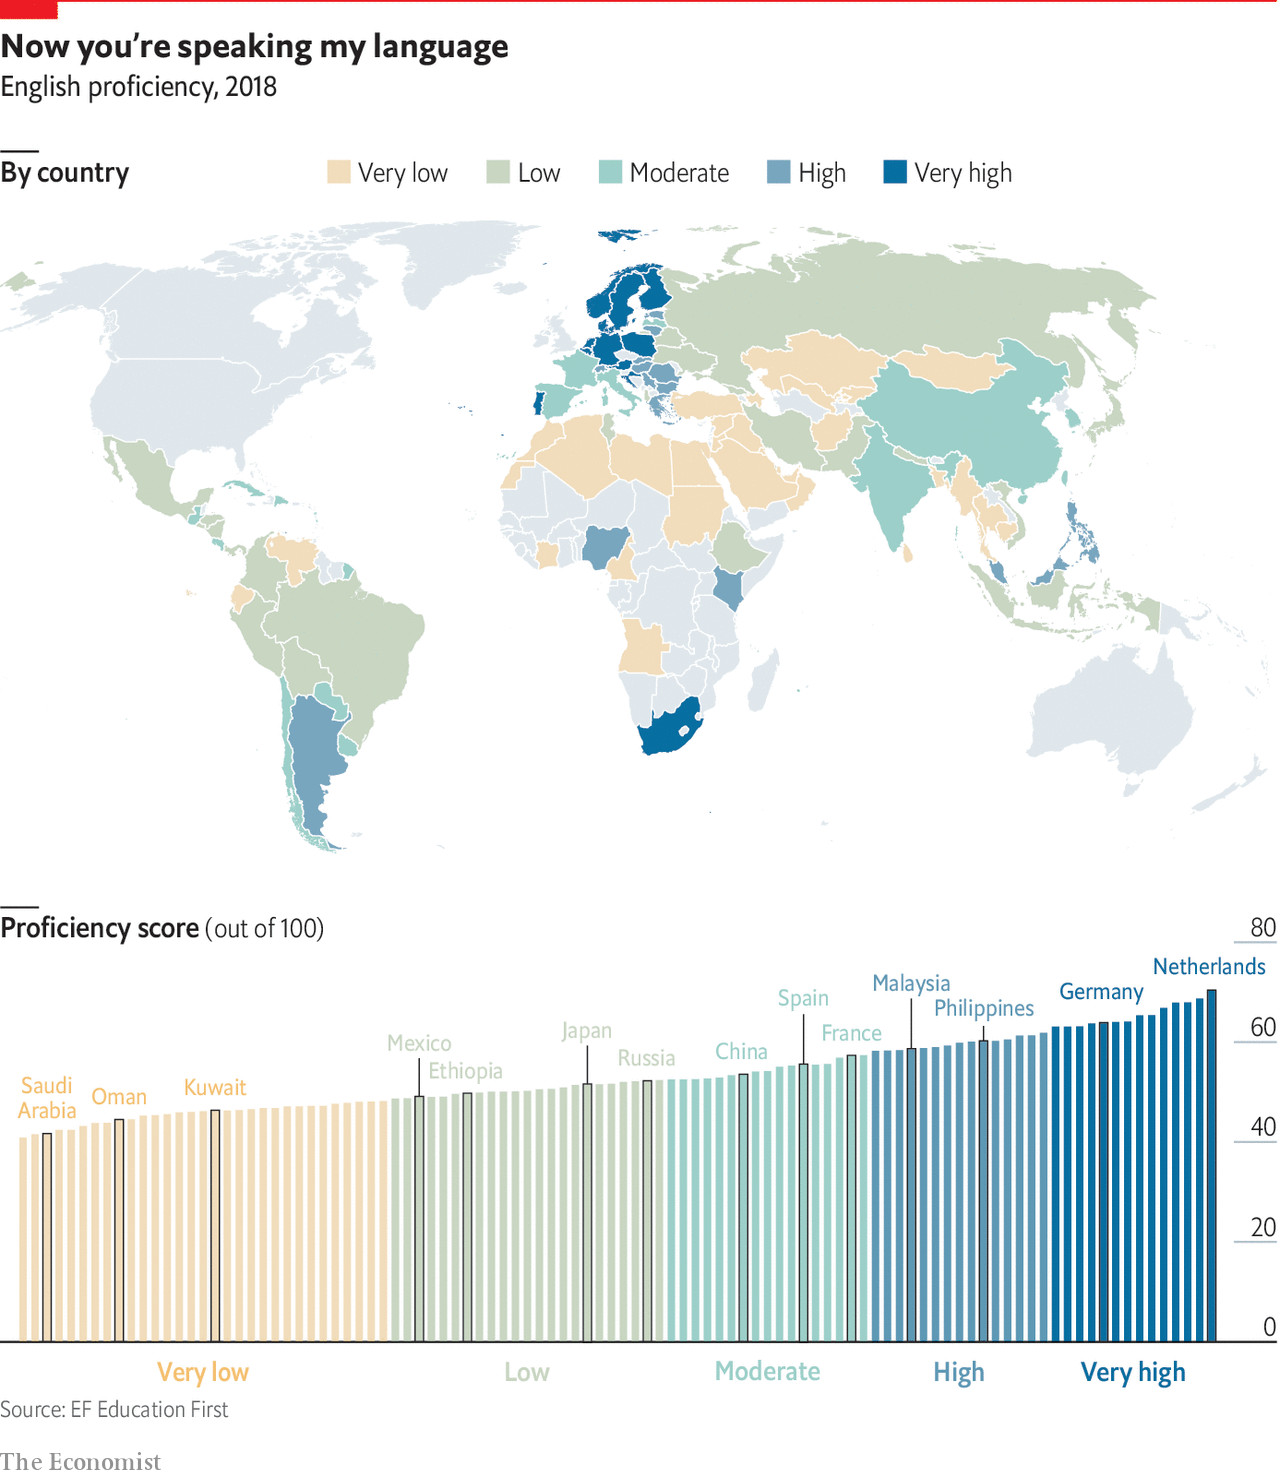 Now you're speaking my language
English proficiency, 2018
By country
Very low
Low
Moderate
High
Very high
Proficiency score (out of 100)
80
Netherlands
Malaysia
Germany
Spain
Philippines
60
Japan
France
Mexico
China
Russia
Ethiopia
Saudi
Arabia
Oman
Kuwait
40
20
0
Very low
Low
Moderate
High
Very high
Source: EF Education First
The Economist